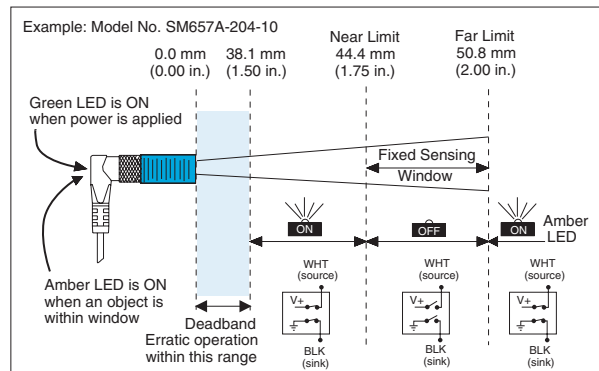 Example: Model No. SM657A-204-10
0.0 mm
(0.00 in.)
38.1 mm
(1.50 in.)
Near Limit
44.4 mm
(1.75 in.)
Far Limit
50.8 mm
(2.00 in.)
Green LED is ON
when power is applied
Fixed Sensing
Window
ON
OFF
ON
Amber
LED
Amber LED is ON
when an object is
within window
Deadband
Erratic operation
within this range
WHT
(source)
V+
BLK
(sink)
WHT
(source)
V+
BLK
(sink)
WHT
(source)
V+
BLK
(sink)